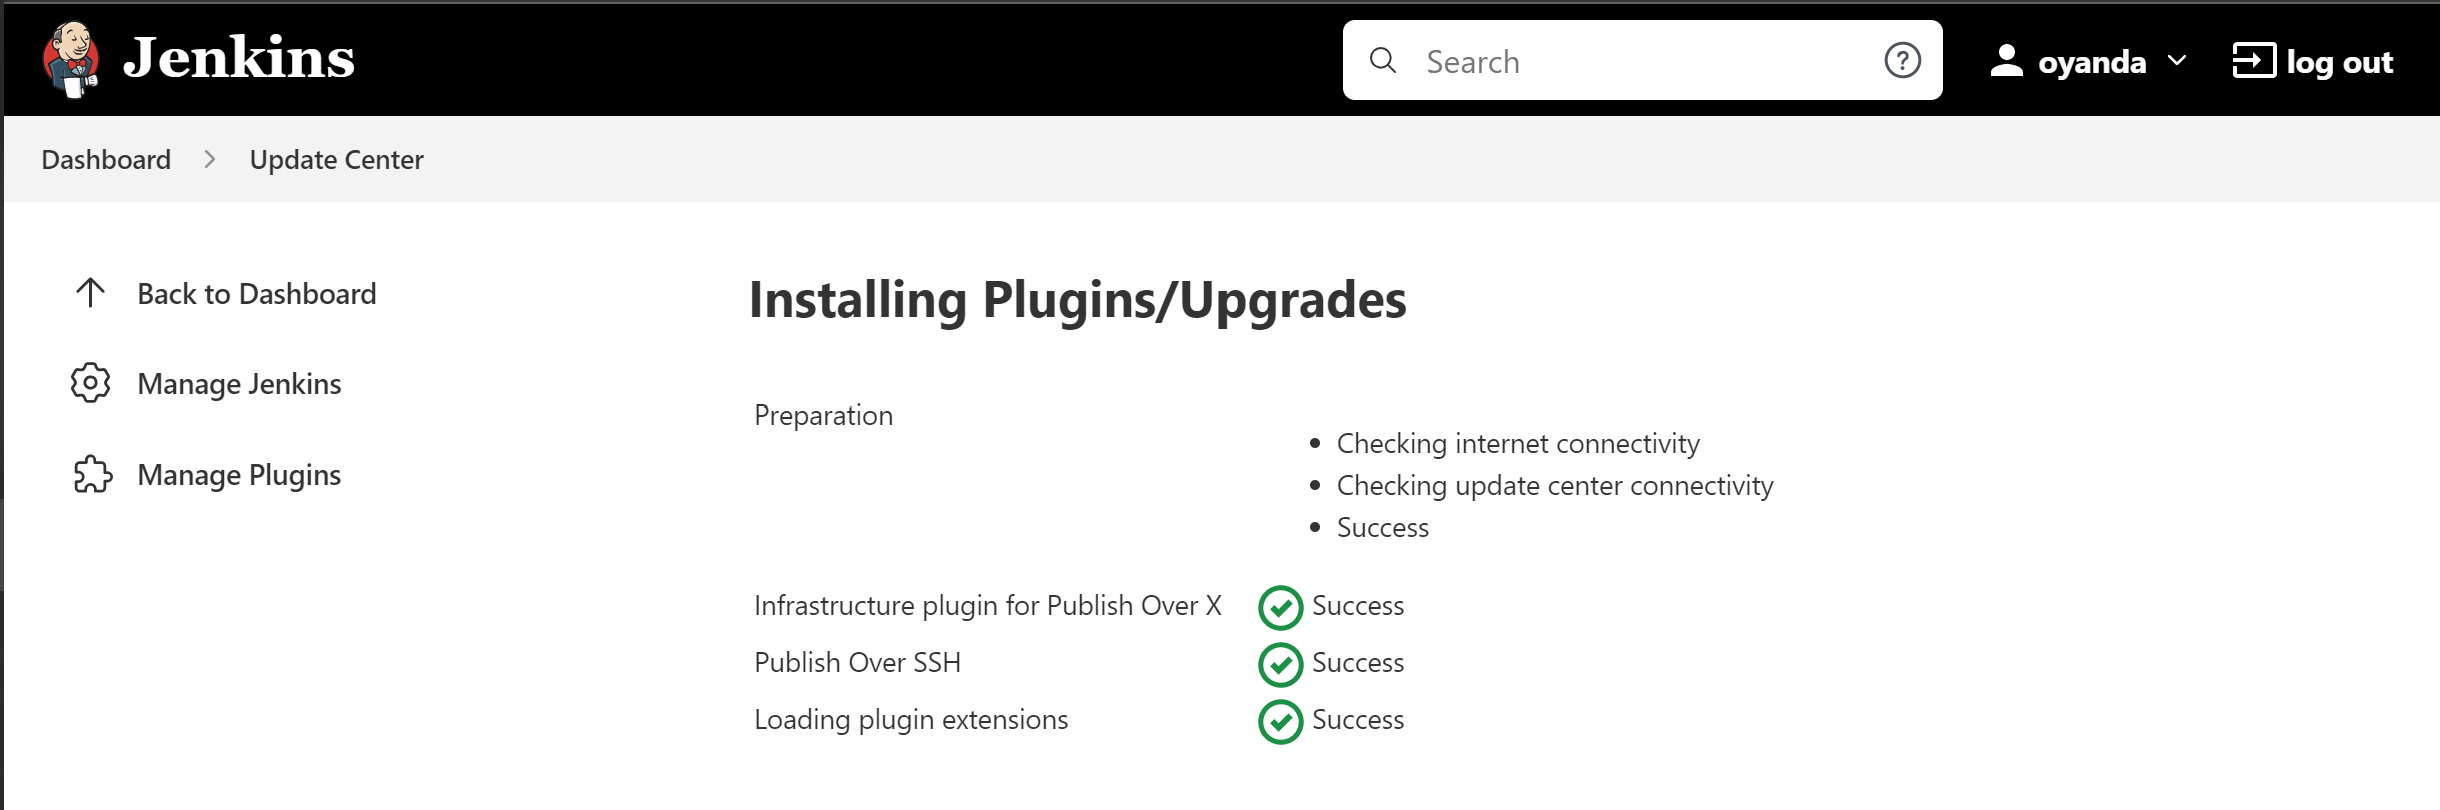 Jenkins
Search
oyanda
log out
Dashboard
Update Center
Back to Dashboard
Manage Jenkins
Manage Plugins
Installing Plugins/Upgrades
Preparation
Checking internet connectivity
Checking update center connectivity
Success
Infrastructure plugin for Publish Over X Success
Publish Over SSH Success
Loading plugin extensions Success